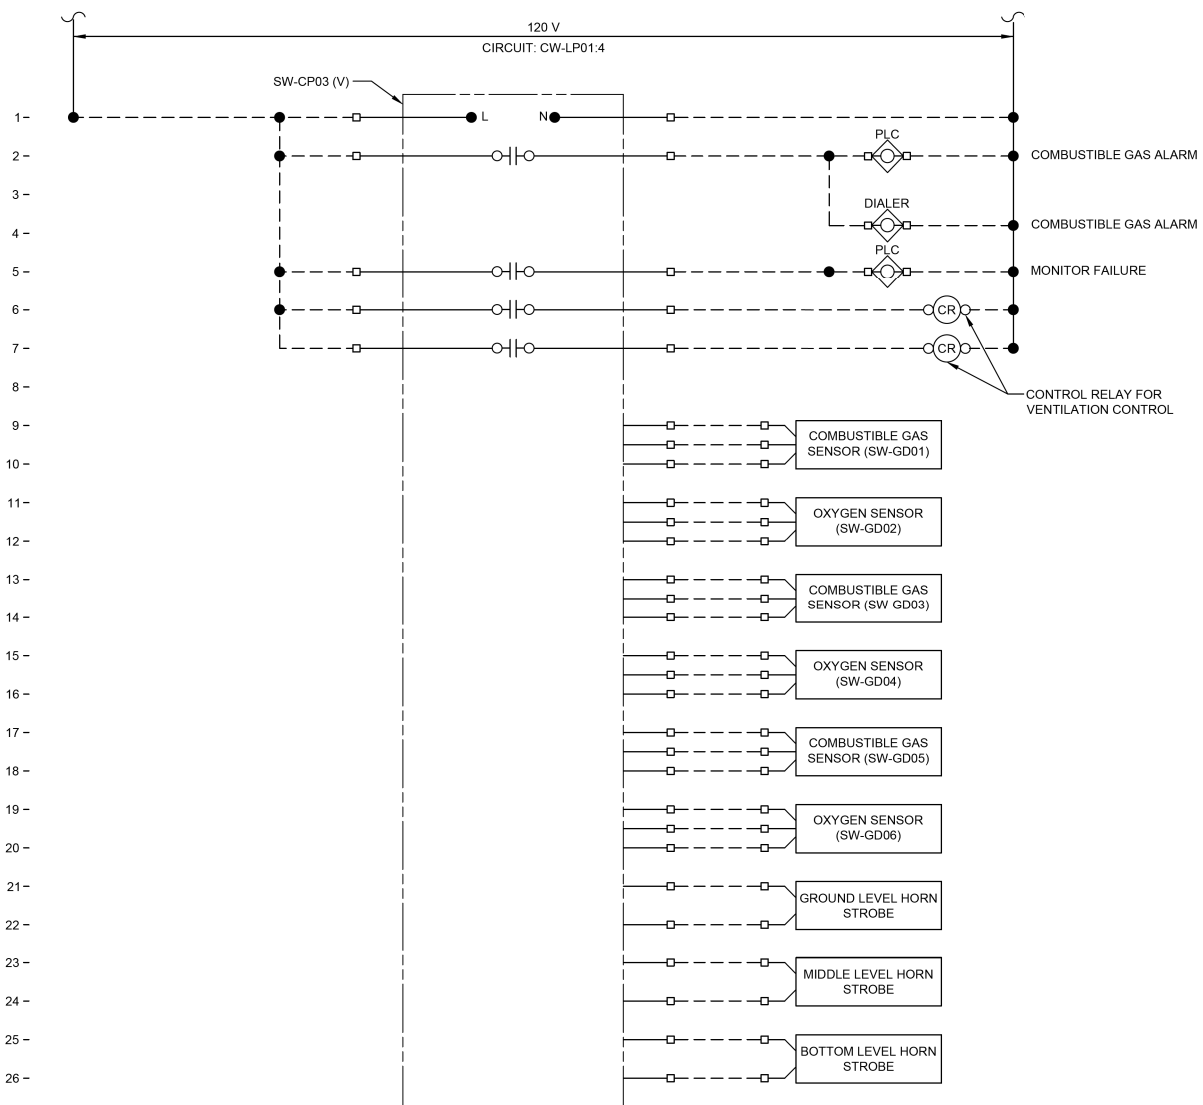 120 V
CIRCUIT: CW-LP01:4
SW-CP03 (V)
1
L
N
PLC
2
COMBUSTIBLE GAS ALARM
3
DIALER
4
COMBUSTIBLE GAS ALARM
PLC
5
MONITOR FAILURE
6
CR
7
CR
8
CONTROL RELAY FOR
VENTILATION CONTROL
9
COMBUSTIBLE GAS
SENSOR (SW-GD01)
10
11
OXYGEN SENSOR
(SW-GD02)
12
13
COMBUSTIBLE GAS
SENSOR (SW GD03)
14
15
OXYGEN SENSOR
(SW-GD04)
16
17
COMBUSTIBLE GAS
SENSOR (SW-GD05)
18
19
OXYGEN SENSOR
(SW-GD06)
20
21
GROUND LEVEL HORN
STROBE
22
23
MIDDLE LEVEL HORN
STROBE
24
25
BOTTOM LEVEL HORN
STROBE
26